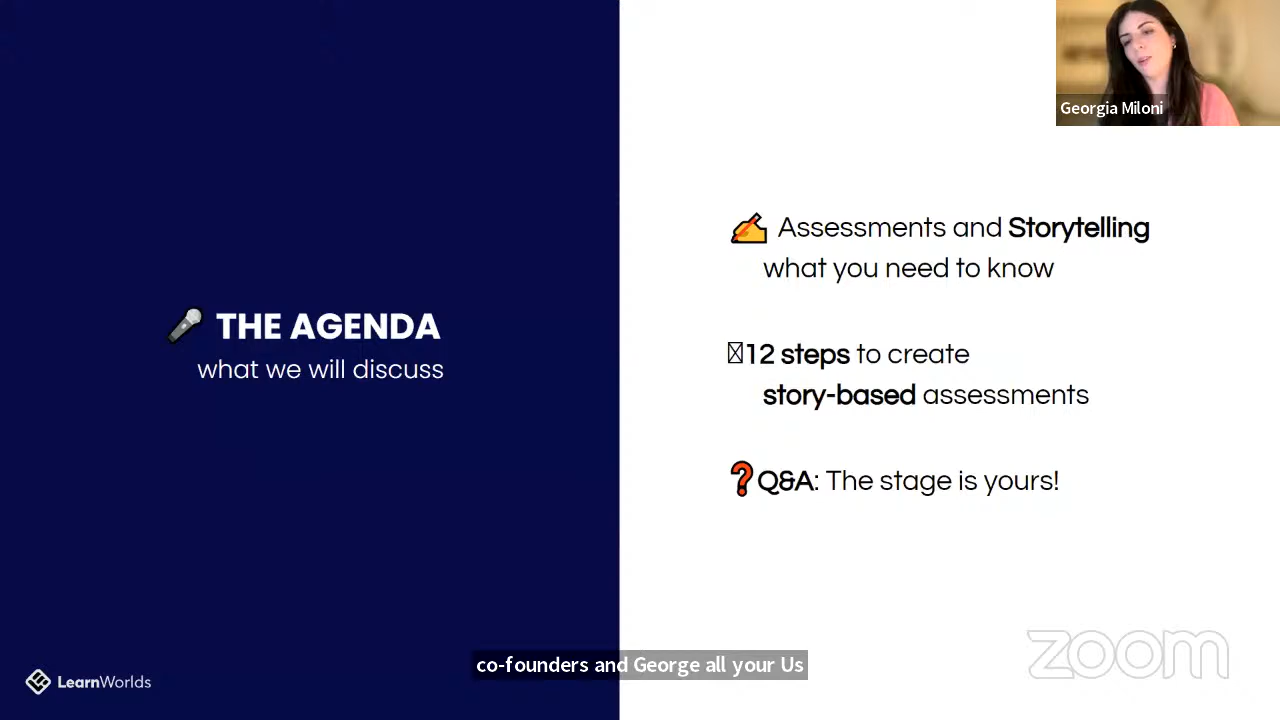 Georgia Miloni
THE AGENDA
what we will discuss
Assessments and Storytelling
what you need to know
12 steps to create
story-based assessments
Q&A: The stage is yours!
co-founders and George all your Us
LearnWorlds
zoom